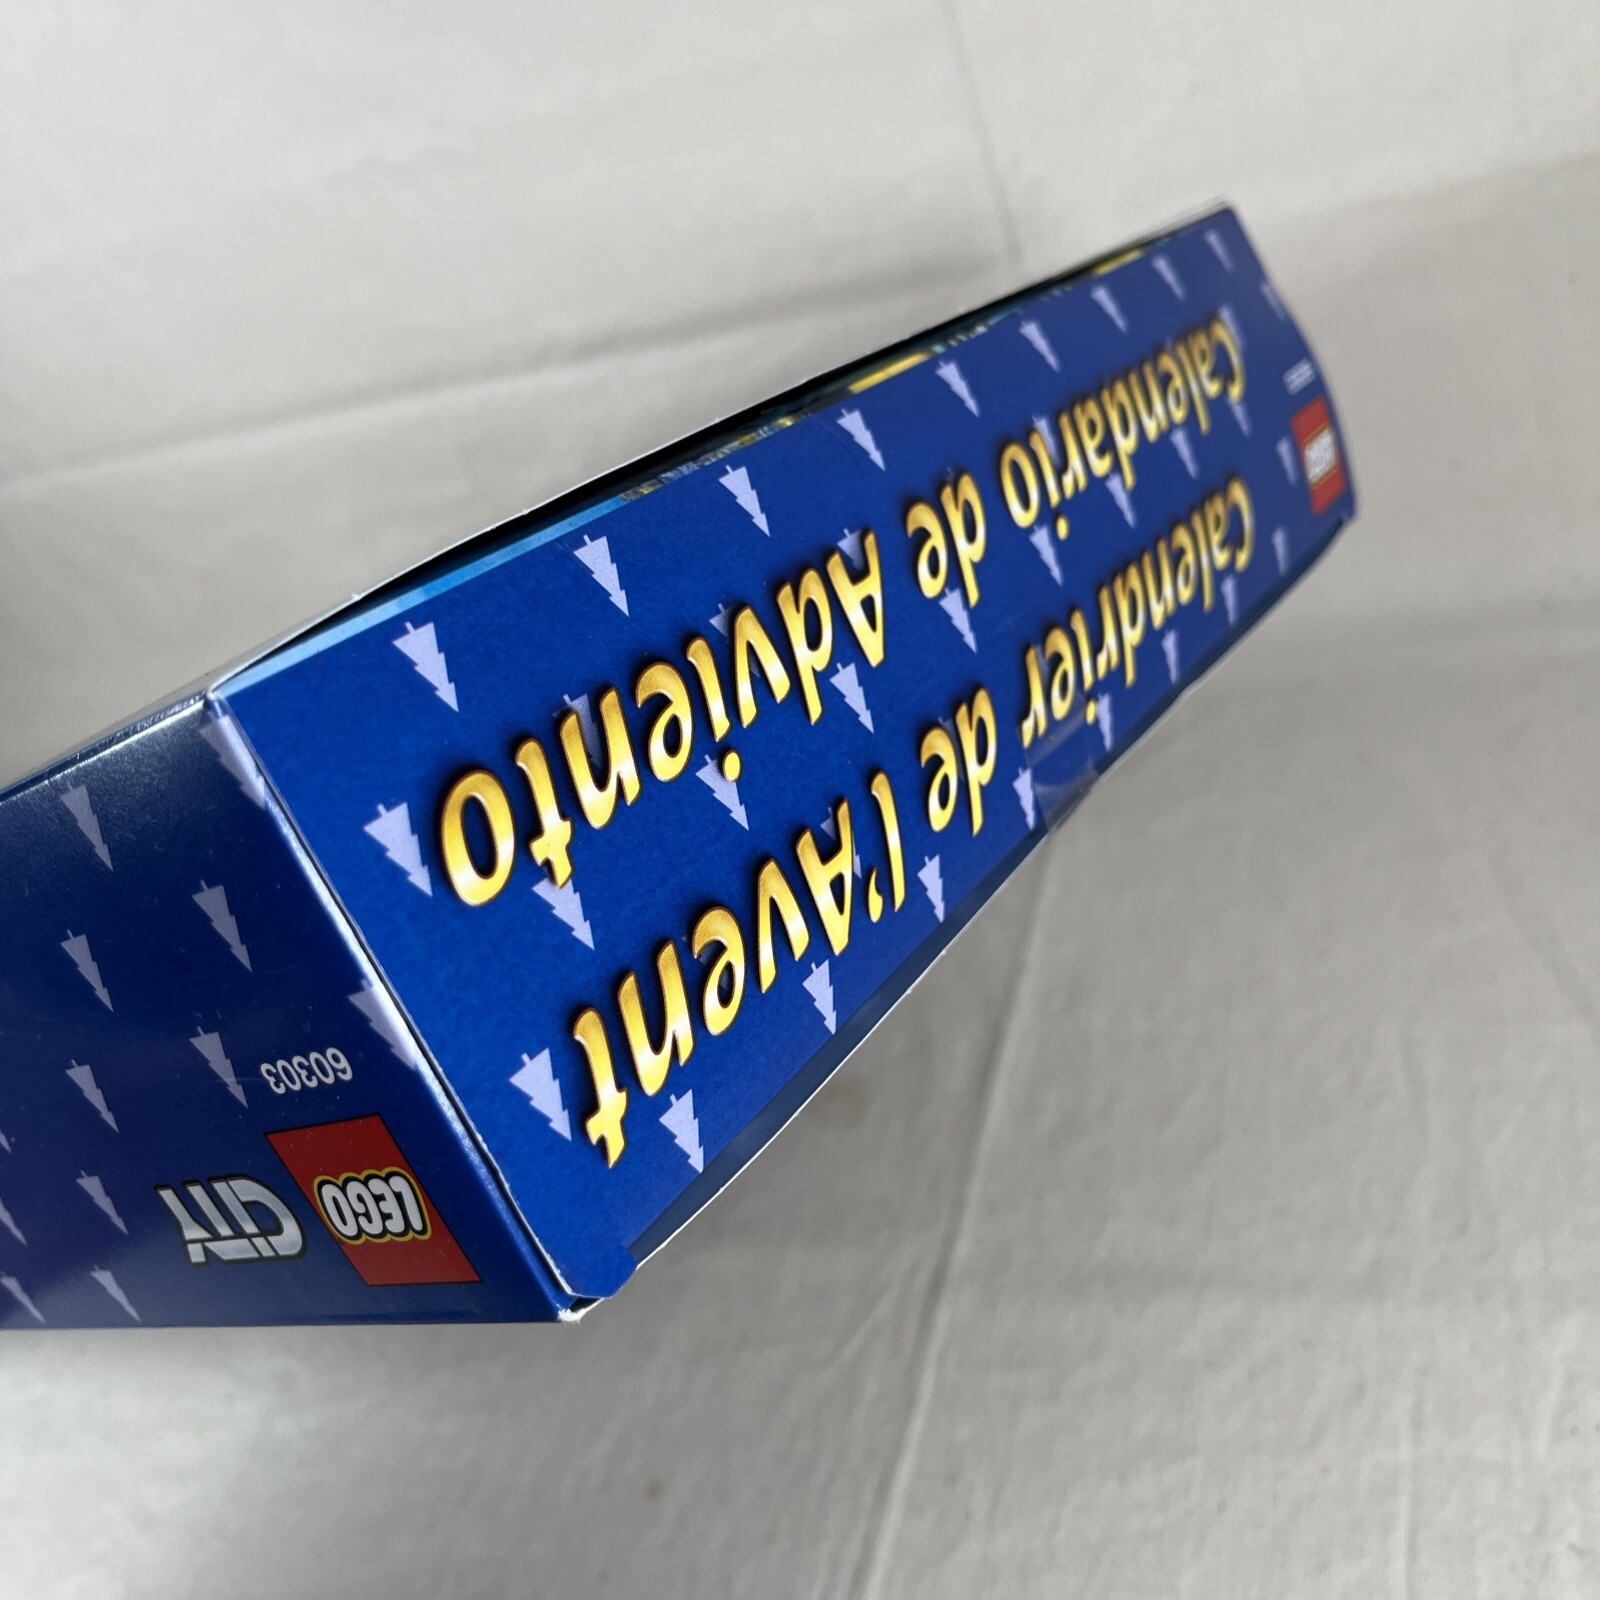 Calendrier de l'Avent
Calendario de Adviento
LEGO
LEGO
CITY
60303